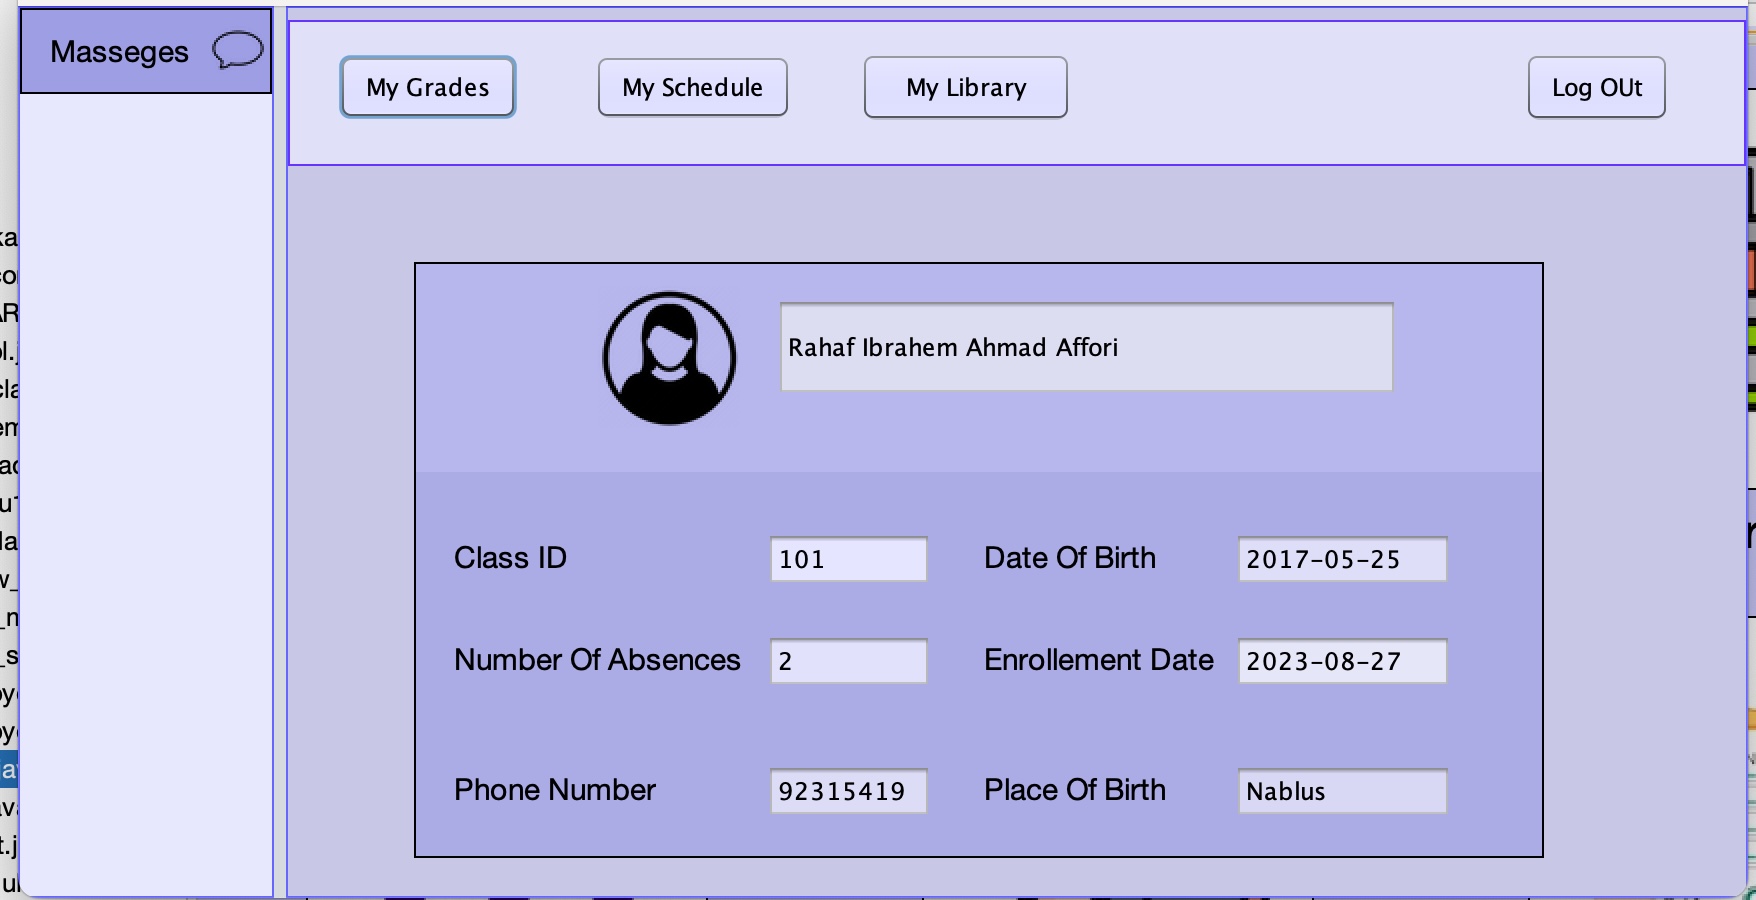 Masseges
My Grades
My Schedule
My Library
Log OUt
Rahaf Ibrahem Ahmad Affori
Class ID 101 Date Of Birth 2017-05-25
Number Of Absences 2 Enrollement Date 2023-08-27
Phone Number 92315419 Place Of Birth Nablus